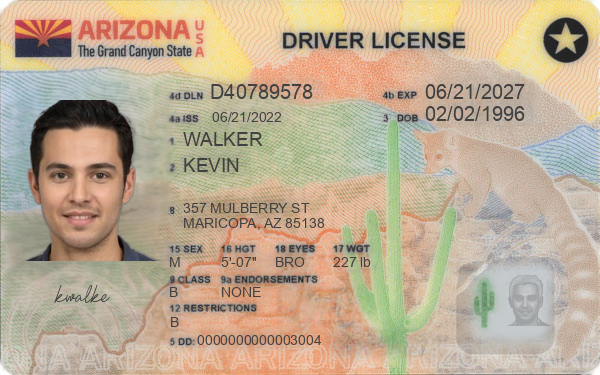 ARIZONA USA
The Grand Canyon State
DRIVER LICENSE
4d DLN D40789578 4b EXP 06/21/2027
4a ISS 06/21/2022 3 DOB 02/02/1996
1 WALKER
2 KEVIN
8 357 MULBERRY ST
MARICOPA, AZ 85138
15 SEX 16 HGT 18 EYES 17 WGT
M 5'-07" BRO 227 lb
9 CLASS 9a ENDORSEMENTS
B NONE
12 RESTRICTIONS
B
5 DD: 0000000000003004
kwalke
ARIZONA ARIZONA ARIZONA ARIZONA